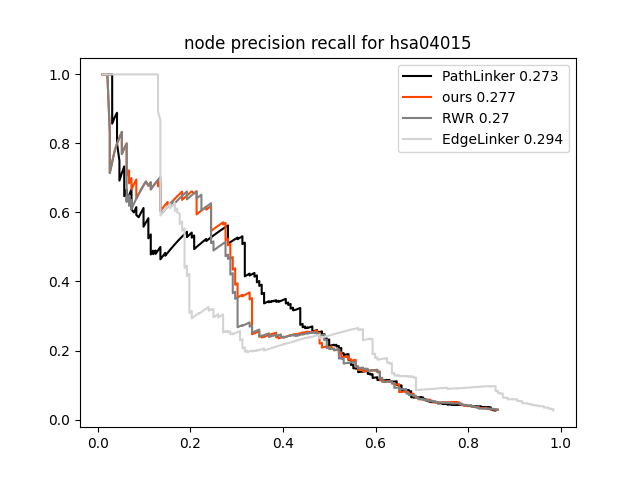 node precision recall for hsa04015
PathLinker 0.273
ours 0.277
RWR 0.27
EdgeLinker 0.294
1.0
0.8
0.6
0.4
0.2
0.0
0.0 0.2 0.4 0.6 0.8 1.0